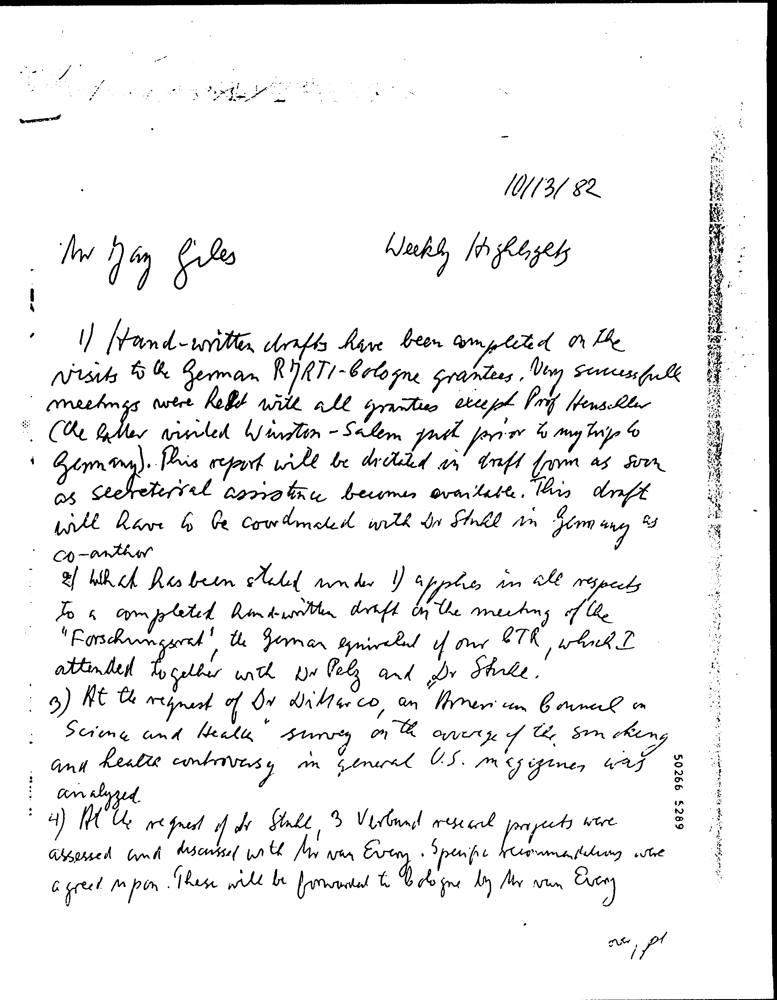 10/13/82
Mr Jay Giles Weekly Highlights
1) Hand-written drafts have been completed on the
visits to the German RJRTI-Cologne grantees. Very successfull
meetings were held with all grantees except Prof Henschler
(the latter visited Winston-Salem just prior to my trip to
Germany). This report will be dictated in draft form as soon
as secreterial assistance becomes available. This draft
will have to be coordinated with Dr Stuhl in Germany as
co-author
2) What has been stated under 1) applies in all respects
to a completed hand-written draft on the meeting of the
"Forschungsrat", the German equivalent of our CTR, which I
attended together with Dr Pelz and Dr Stuhl.
3) At the request of Dr DiMarco, an American Council on
Science and Health" survey on the coverage of the smoking
and health controversy in general U.S. magizines was
analyzed
4) At the request of dr Stuhl, 3 Verband research projects were
assessed and discussed with Mr van Every. Specific recommendations were
agreed upon. These will be forwarded to Cologne by Mr van Every
over, pl
50266 5289